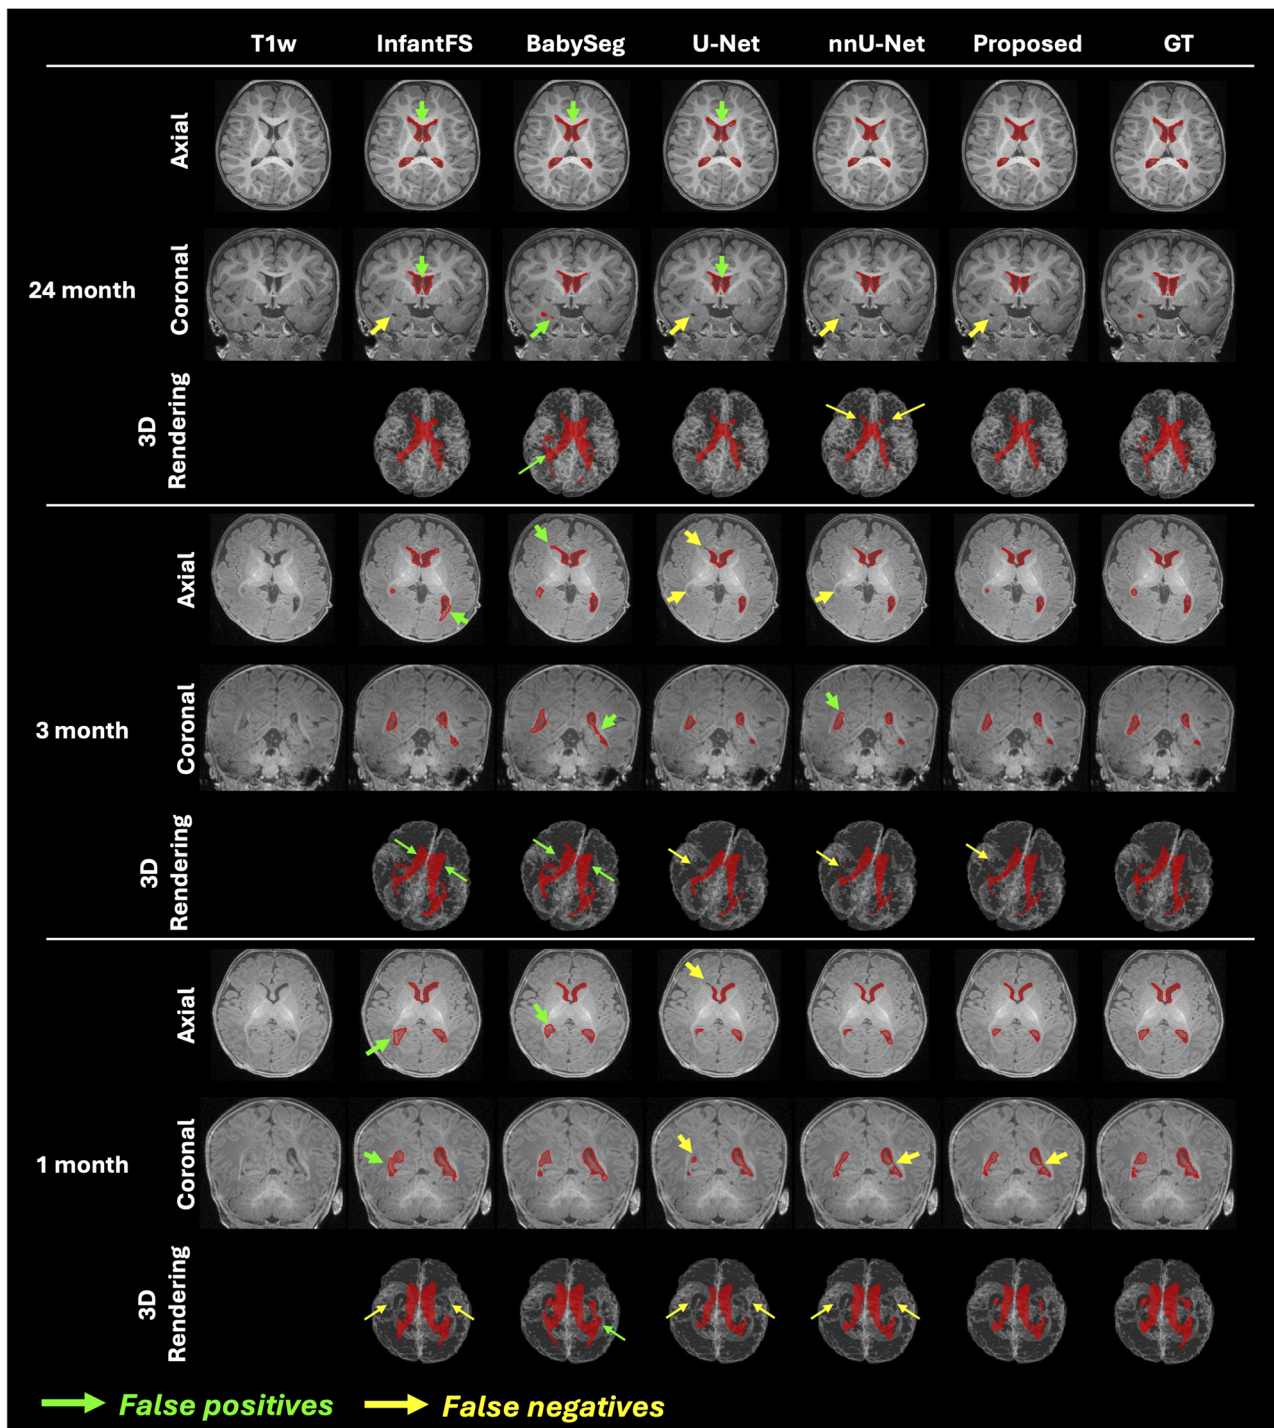 T1w InfantFS BabySeg U-Net nnU-Net Proposed GT
24 month
Axial
Coronal
3D
Rendering
3 month
Axial
Coronal
3D
Rendering
1 month
Axial
Coronal
3D
Rendering
False positives False negatives